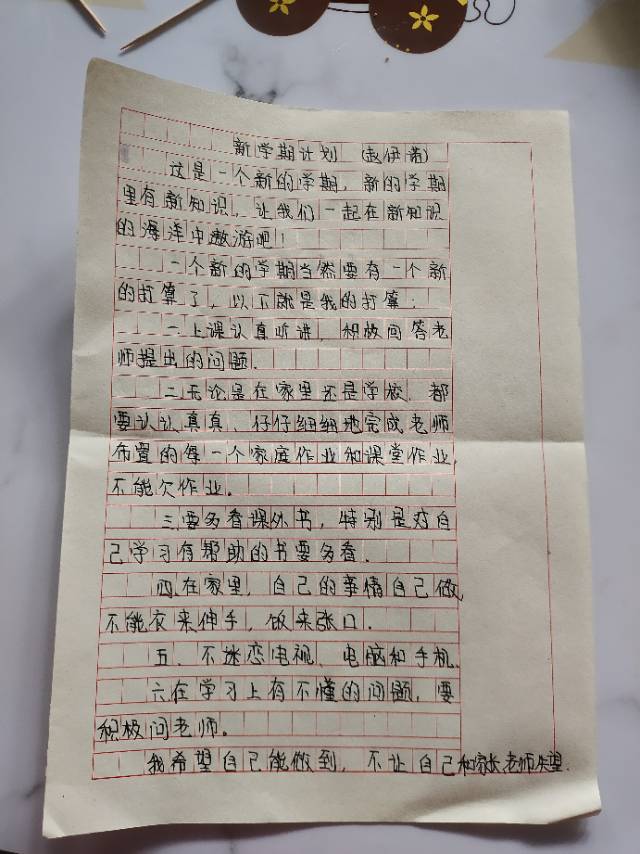 新学期计划 (赵伊诺)
这是一个新的学期，新的学期
里有新知识，让我们一起在新知识
的海洋中遨游吧！
一个新的学期当然要有一个新
的打算了，以下就是我的打算：
一上课认真听讲，积极回答老
师提出的问题.
二无论是在家里还是学校，都
要认认真真、仔仔细细地完成老师
布置的每一个家庭作业和课堂作业,
不能欠作业。
三要多看课外书，特别是对自
己学习有帮助的书要多看.
四在家里，自己的事情自己做,
不能衣来伸手，饭来张口.
五、不迷恋电视、电脑和手机.
六在学习上有不懂的问题，要
积极问老师。
我希望自己能做到，不让自己和家长,老师失望.